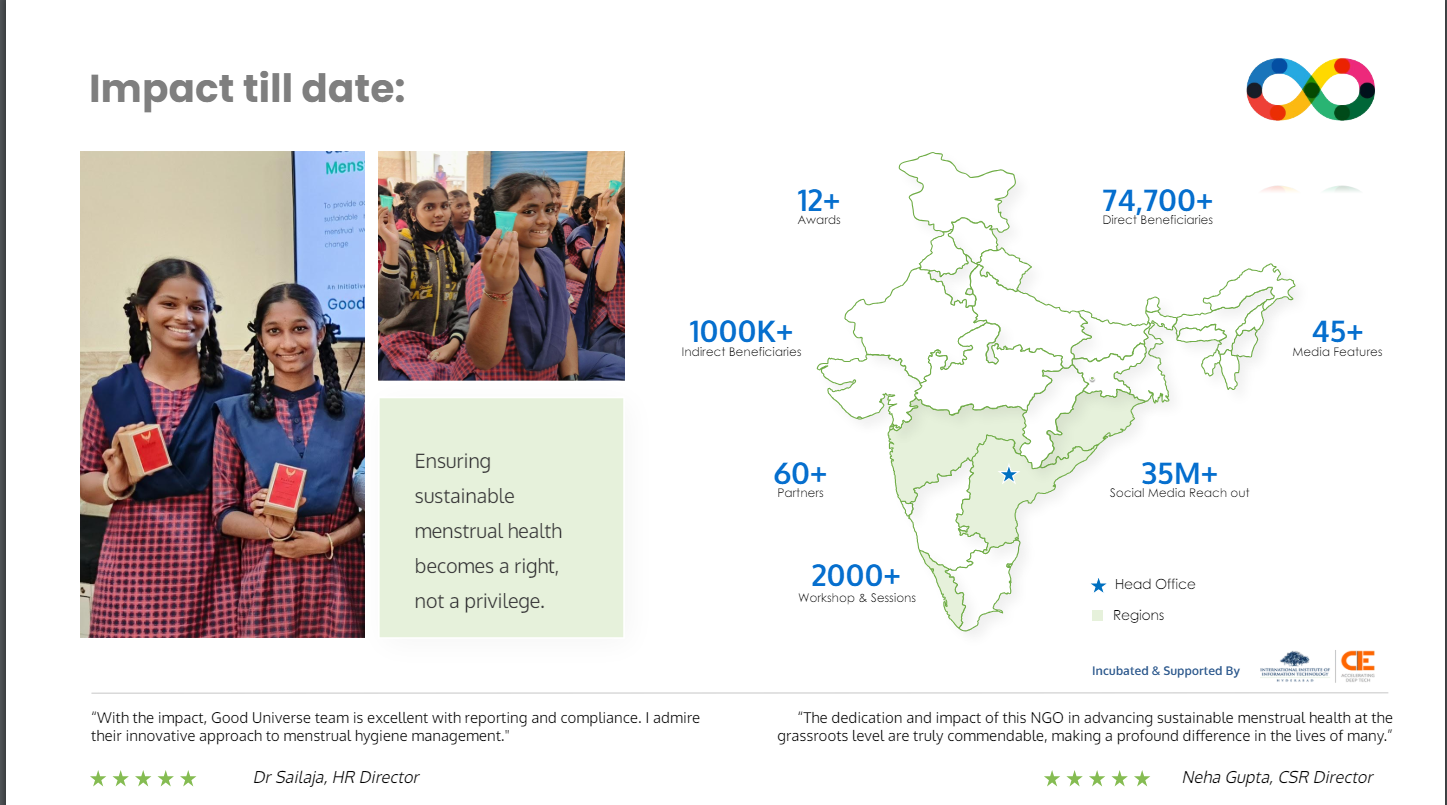 Impact till date:
Mens
To provide
sustainable
menstrual
change
An Initiativ
Good
Ensuring
sustainable
menstrual health
becomes a right,
not a privilege.
12+
Awards
74,700+
Direct Beneficiaries
1000K+
Indirect Beneficiaries
45+
Media Features
60+
Partners
35M+
Social Media Reach out
2000+
Workshop & Sessions
Head Office
Regions
Incubated & Supported By
INTERNATIONAL INSTITUTE OF
INFORMATION TECHNOLOGY
HYDERABAD
CIE
ACCELERATING
DEEP TECH
“With the impact, Good Universe team is excellent with reporting and compliance. I admire
their innovative approach to menstrual hygiene management."
Dr Sailaja, HR Director
“The dedication and impact of this NGO in advancing sustainable menstrual health at the
grassroots level are truly commendable, making a profound difference in the lives of many.”
Neha Gupta, CSR Director